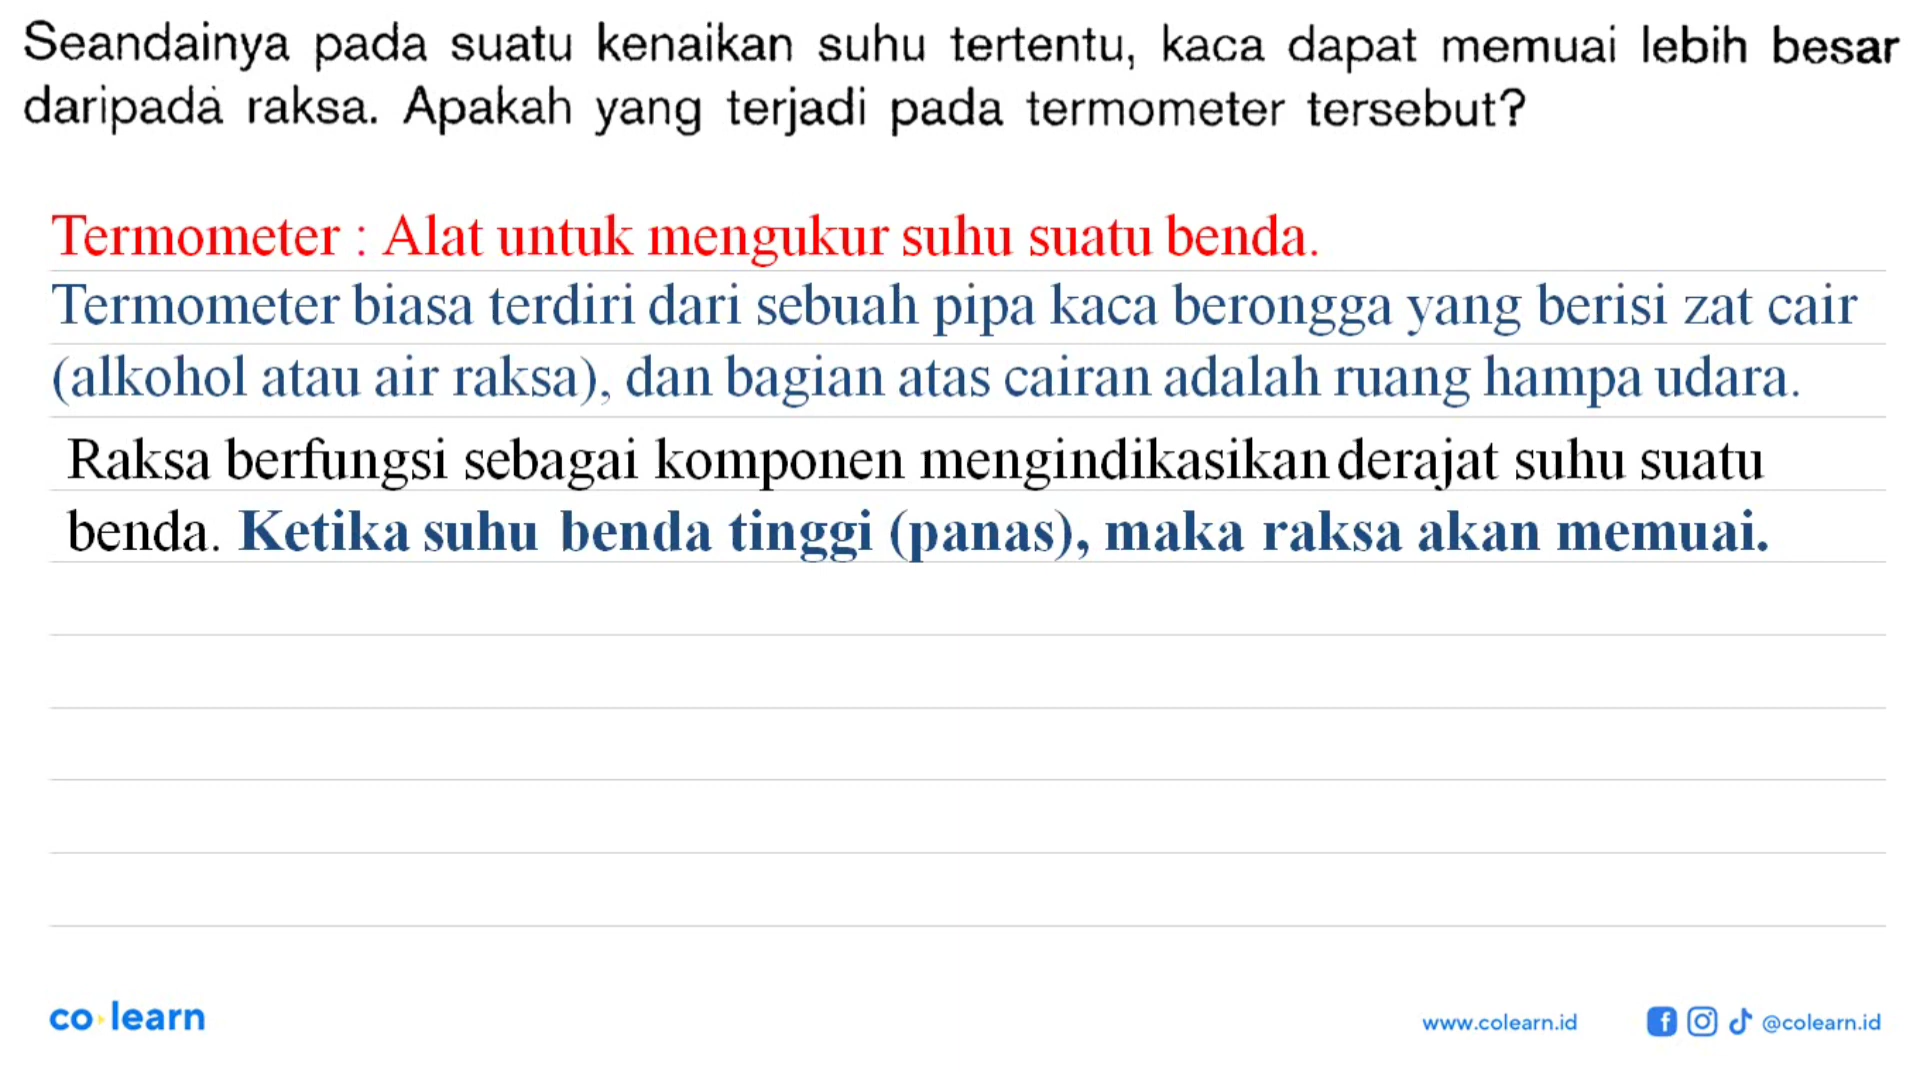 Seandainya pada suatu kenaikan suhu tertentu, kaca dapat memuai lebih besar
daripada raksa. Apakah yang terjadi pada termometer tersebut?
Termometer : Alat untuk mengukur suhu suatu benda.
Termometer biasa terdiri dari sebuah pipa kaca berongga yang berisi zat cair
(alkohol atau air raksa), dan bagian atas cairan adalah ruang hampa udara.
Raksa berfungsi sebagai komponen mengindikasikan derajat suhu suatu
benda. Ketika suhu benda tinggi (panas), maka raksa akan memuai.
co learn
www.colearn.id
@colearn.id